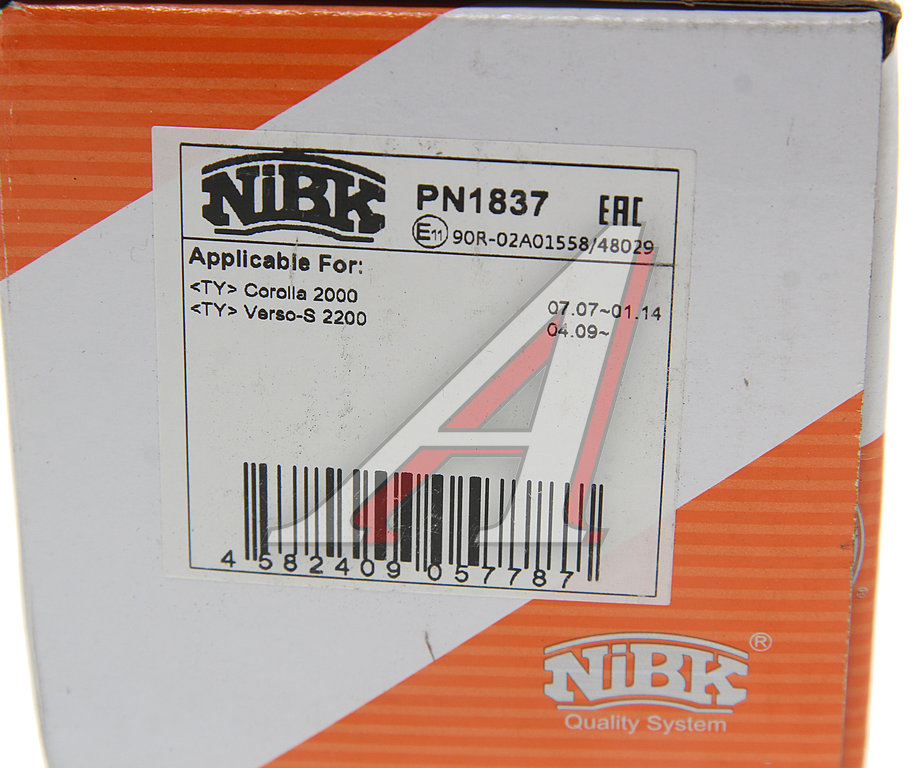 NiBK
PN1837
EAC
E11 90R-02A01558/48029
Applicable For:
<TY> Corolla 2000 07.07~01.14
<TY> Verso-S 2200 04.09~
4 582409 057787
NiBK ®
Quality System